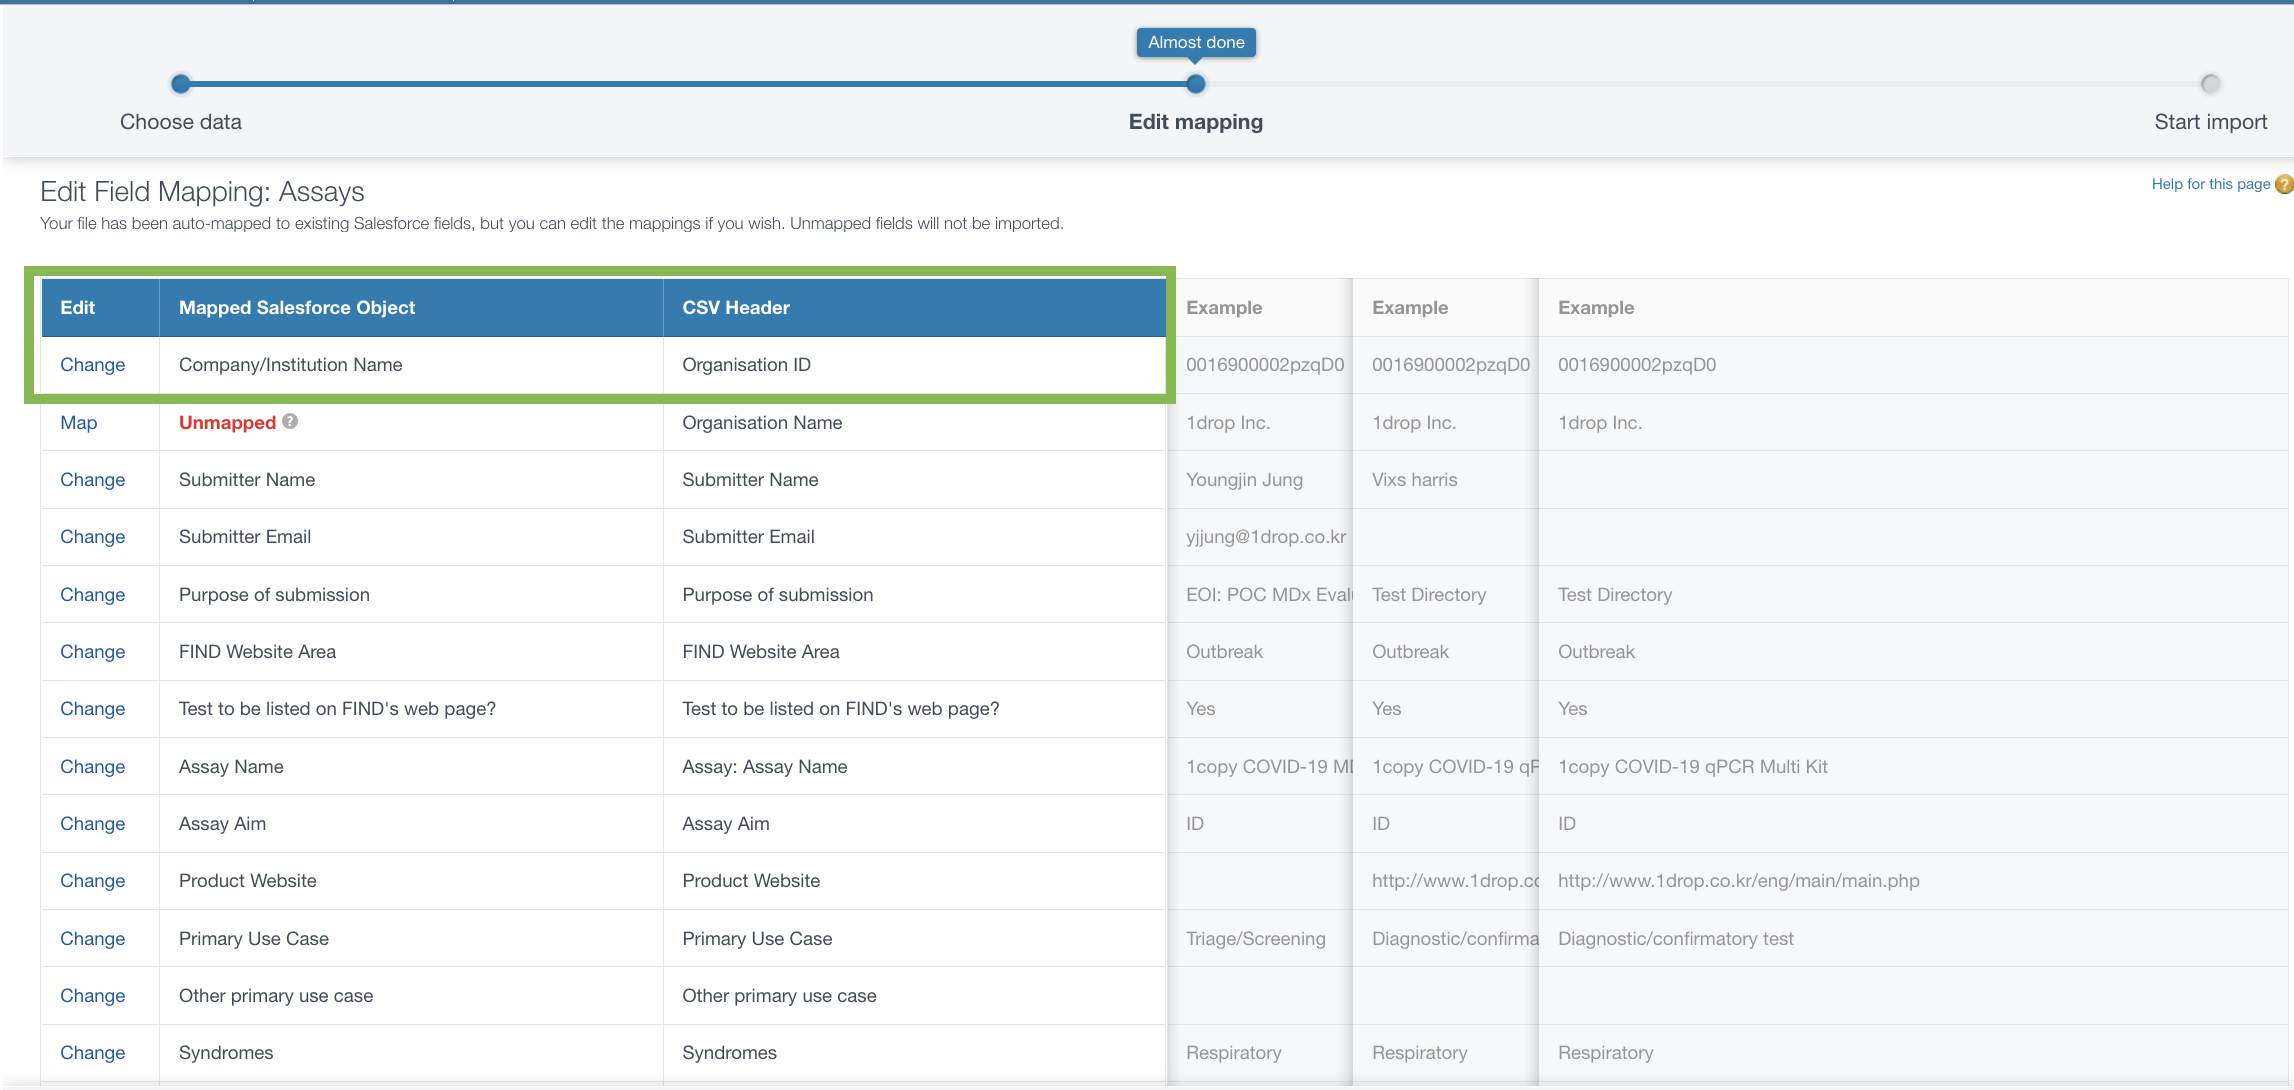 Almost done
Choose data
Edit mapping
Start import
Edit Field Mapping: Assays
Help for this page ?
Your file has been auto-mapped to existing Salesforce fields, but you can edit the mappings if you wish. Unmapped fields will not be imported.
Edit Mapped Salesforce Object CSV Header Example Example Example
Change Company/Institution Name Organisation ID 0016900002pzqD0 0016900002pzqD0 0016900002pzqD0
Map Unmapped ? Organisation Name 1drop Inc. 1drop Inc. 1drop Inc.
Change Submitter Name Submitter Name Youngjin Jung Vixs harris
Change Submitter Email Submitter Email yjjung@1drop.co.kr
Change Purpose of submission Purpose of submission EOI: POC MDx Evalu Test Directory Test Directory
Change FIND Website Area FIND Website Area Outbreak Outbreak Outbreak
Change Test to be listed on FIND's web page? Test to be listed on FIND's web page? Yes Yes Yes
Change Assay Name Assay: Assay Name 1copy COVID-19 MD 1copy COVID-19 qP 1copy COVID-19 qPCR Multi Kit
Change Assay Aim Assay Aim ID ID ID
Change Product Website Product Website http://www.1drop.co http://www.1drop.co.kr/eng/main/main.php
Change Primary Use Case Primary Use Case Triage/Screening Diagnostic/confirma Diagnostic/confirmatory test
Change Other primary use case Other primary use case
Change Syndromes Syndromes Respiratory Respiratory Respiratory